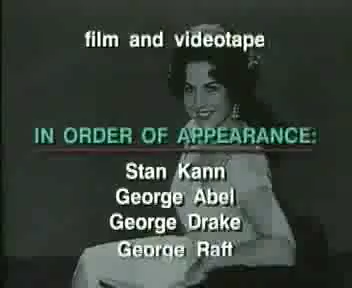 film and videotape
IN ORDER OF APPEARANCE:
Stan Kann
George Abel
George Drake
George Raft